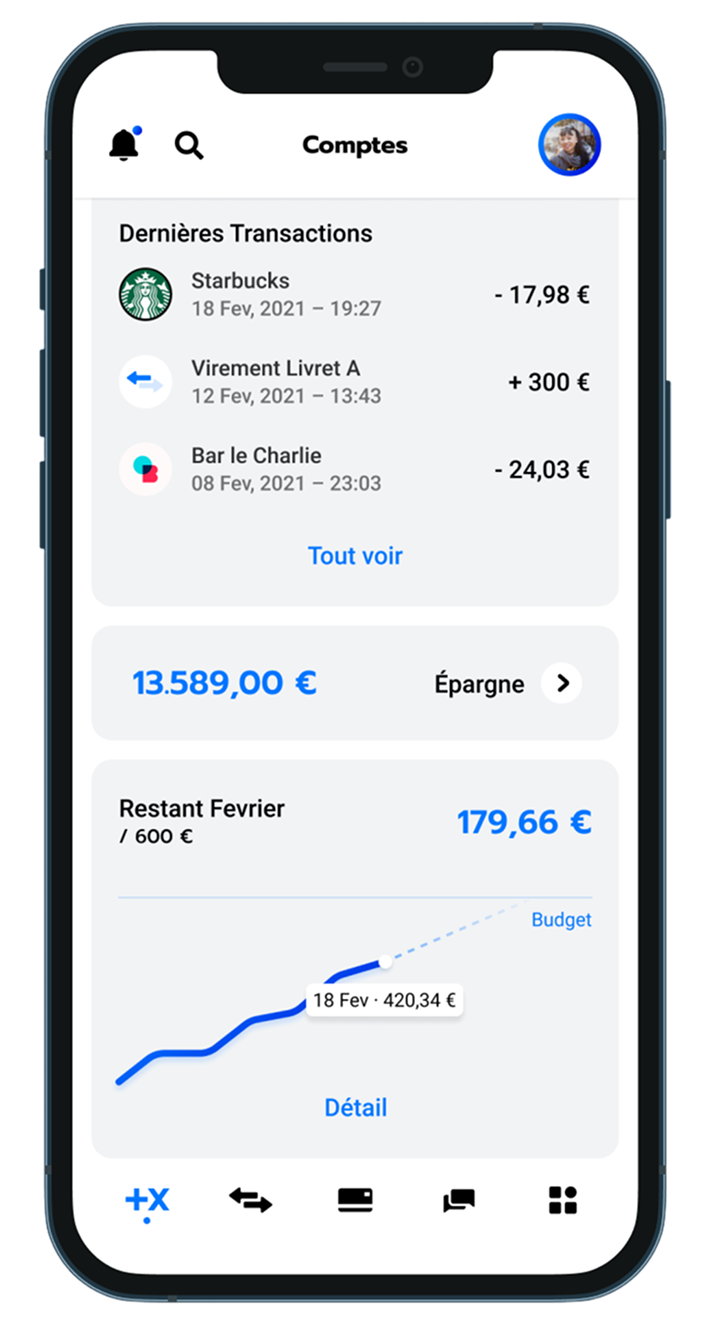 Comptes
Dernières Transactions
Starbucks
18 Fev, 2021 – 19:27
- 17,98 €
Virement Livret A
12 Fev, 2021 – 13:43
+ 300 €
Bar le Charlie
08 Fev, 2021 – 23:03
- 24,03 €
Tout voir
13.589,00 €
Épargne
Restant Fevrier
/ 600 €
179,66 €
Budget
18 Fev · 420,34 €
Détail
+X